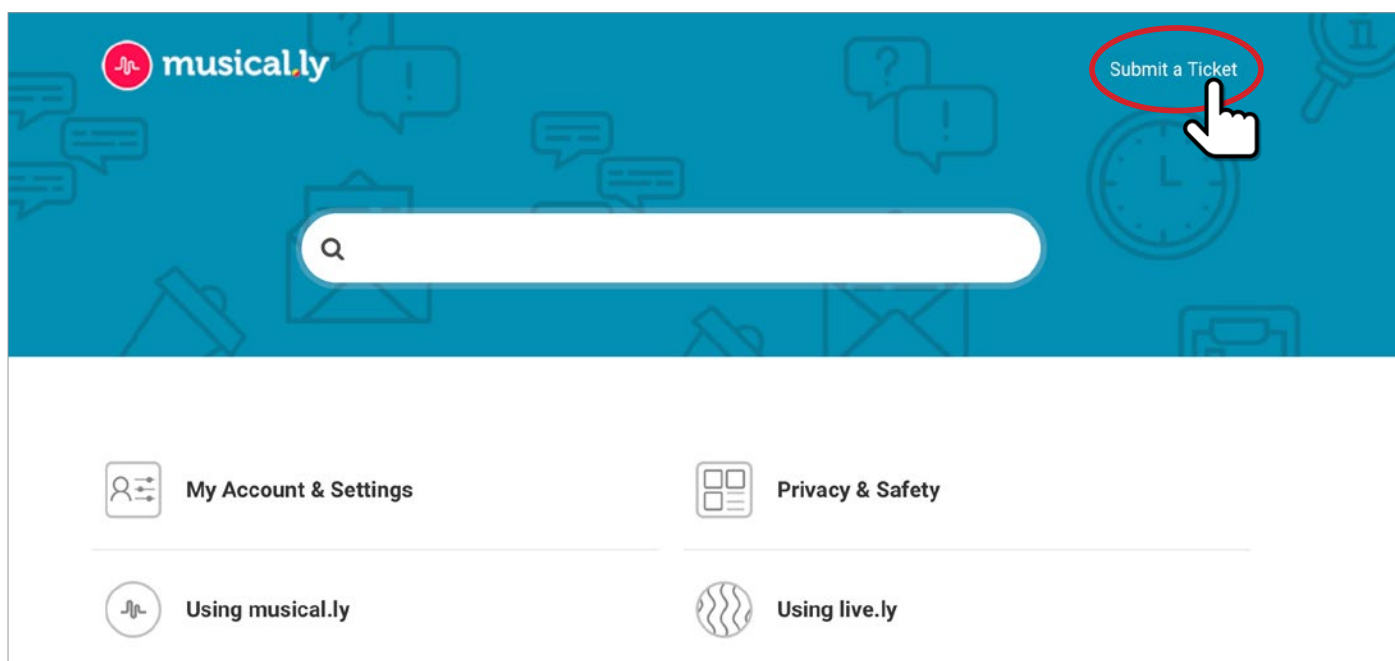 musical.ly
Submit a Ticket
My Account & Settings
Privacy & Safety
Using musical.ly
Using live.ly